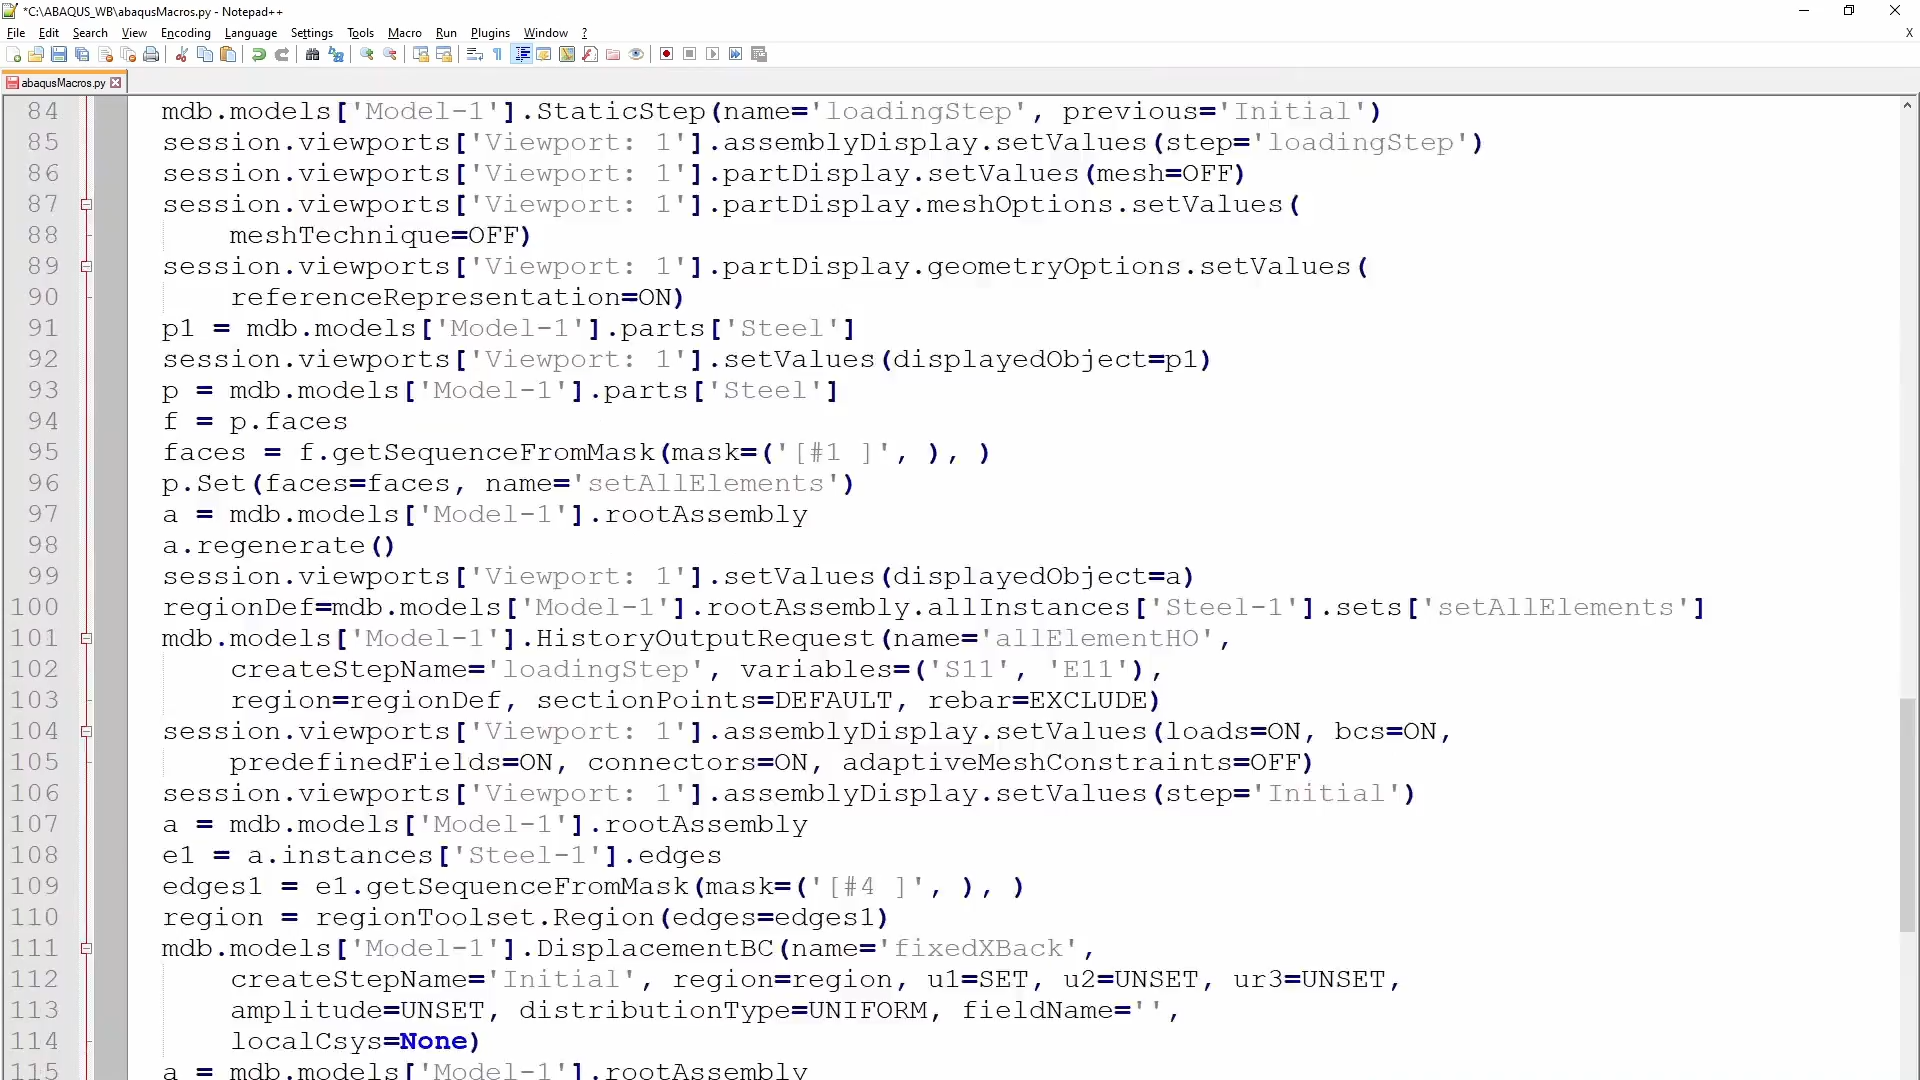 *C:\ABAQUS_WB\abaqusMacros.py - Notepad++
File Edit Search View Encoding Language Settings Tools Macro Run Plugins Window ? X
abaqusMacros.py
84 mdb.models['Model-1'].StaticStep(name='loadingStep', previous='Initial')
85 session.viewports['Viewport: 1'].assemblyDisplay.setValues(step='loadingStep')
86 session.viewports['Viewport: 1'].partDisplay.setValues(mesh=OFF)
87 session.viewports['Viewport: 1'].partDisplay.meshOptions.setValues(
88 meshTechnique=OFF)
89 session.viewports['Viewport: 1'].partDisplay.geometryOptions.setValues(
90 referenceRepresentation=ON)
91 p1 = mdb.models['Model-1'].parts['Steel']
92 session.viewports['Viewport: 1'].setValues(displayedObject=p1)
93 p = mdb.models['Model-1'].parts['Steel']
94 f = p.faces
95 faces = f.getSequenceFromMask(mask=('[#1 ]', ), )
96 p.Set(faces=faces, name='setAllElements')
97 a = mdb.models['Model-1'].rootAssembly
98 a.regenerate()
99 session.viewports['Viewport: 1'].setValues(displayedObject=a)
100 regionDef=mdb.models['Model-1'].rootAssembly.allInstances['Steel-1'].sets['setAllElements']
101 mdb.models['Model-1'].HistoryOutputRequest(name='allElementHO',
102 createStepName='loadingStep', variables=('S11', 'E11'),
103 region=regionDef, sectionPoints=DEFAULT, rebar=EXCLUDE)
104 session.viewports['Viewport: 1'].assemblyDisplay.setValues(loads=ON, bcs=ON,
105 predefinedFields=ON, connectors=ON, adaptiveMeshConstraints=OFF)
106 session.viewports['Viewport: 1'].assemblyDisplay.setValues(step='Initial')
107 a = mdb.models['Model-1'].rootAssembly
108 e1 = a.instances['Steel-1'].edges
109 edges1 = e1.getSequenceFromMask(mask=('[#4 ]', ), )
110 region = regionToolset.Region(edges=edges1)
111 mdb.models['Model-1'].DisplacementBC(name='fixedXBack',
112 createStepName='Initial', region=region, u1=SET, u2=UNSET, ur3=UNSET,
113 amplitude=UNSET, distributionType=UNIFORM, fieldName='',
114 localCsys=None)
115 a = mdb.models['Model-1'].rootAssembly